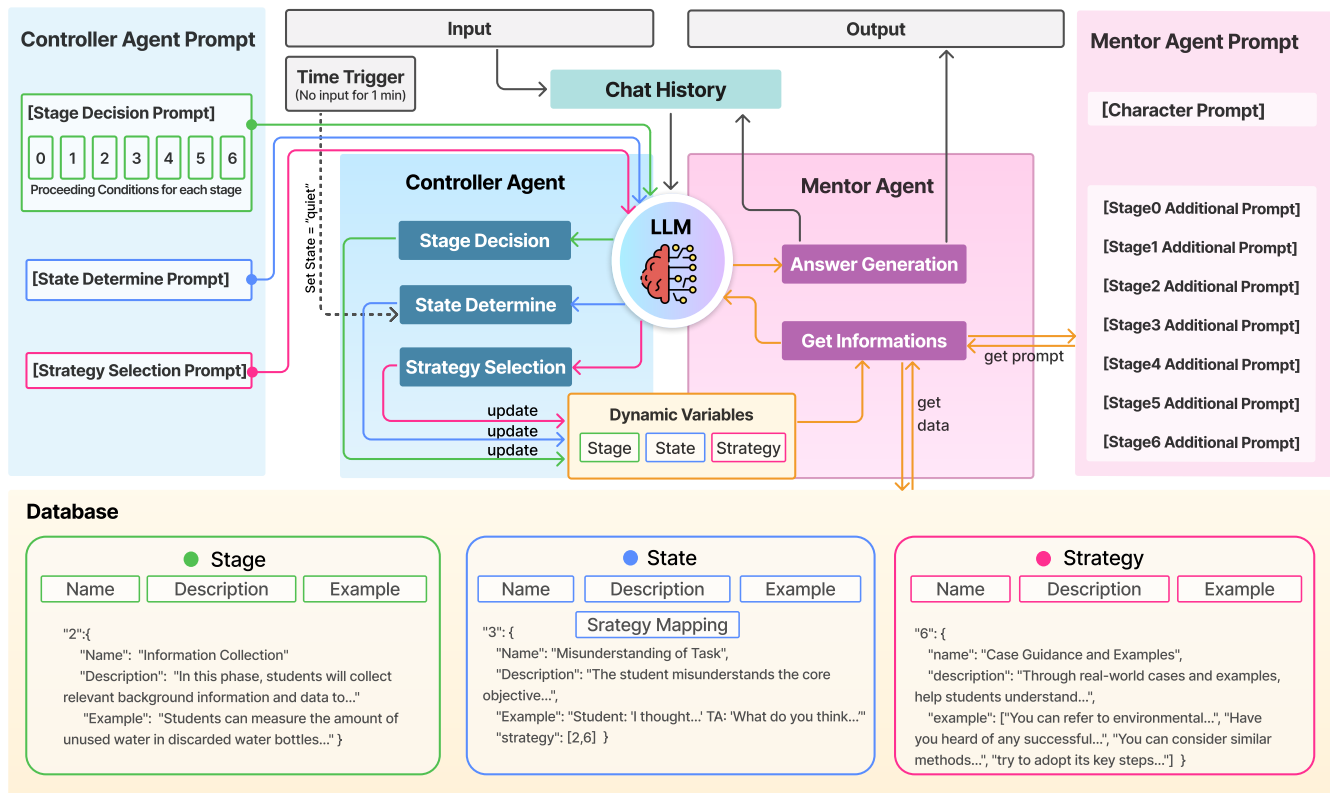 Controller Agent Prompt
[Stage Decision Prompt]
0 1 2 3 4 5 6
Proceeding Conditions for each stage
[State Determine Prompt]
[Strategy Selection Prompt]
Input
Output
Time Trigger
(No input for 1 min)
Chat History
Set State = "quiet"
Controller Agent
Stage Decision
State Determine
Strategy Selection
update
update
update
LLM
Mentor Agent
Answer Generation
Get Informations
get prompt
get
data
Dynamic Variables
Stage State Strategy
Mentor Agent Prompt
[Character Prompt]
[Stage0 Additional Prompt]
[Stage1 Additional Prompt]
[Stage2 Additional Prompt]
[Stage3 Additional Prompt]
[Stage4 Additional Prompt]
[Stage5 Additional Prompt]
[Stage6 Additional Prompt]
Database
Stage
Name Description Example
"2":{
"Name": "Information Collection"
"Description": "In this phase, students will collect
relevant background information and data to..."
"Example": "Students can measure the amount of
unused water in discarded water bottles..." }
State
Name Description Example
Srategy Mapping
"3": {
"Name": "Misunderstanding of Task",
"Description": "The student misunderstands the core
objective...",
"Example": "Student: 'I thought...' TA: 'What do you think...'"
"strategy": [2,6] }
Strategy
Name Description Example
"6": {
"name": "Case Guidance and Examples",
"description": "Through real-world cases and examples,
help students understand...",
"example": ["You can refer to environmental...", "Have
you heard of any successful...", "You can consider similar
methods...", "try to adopt its key steps..."] }